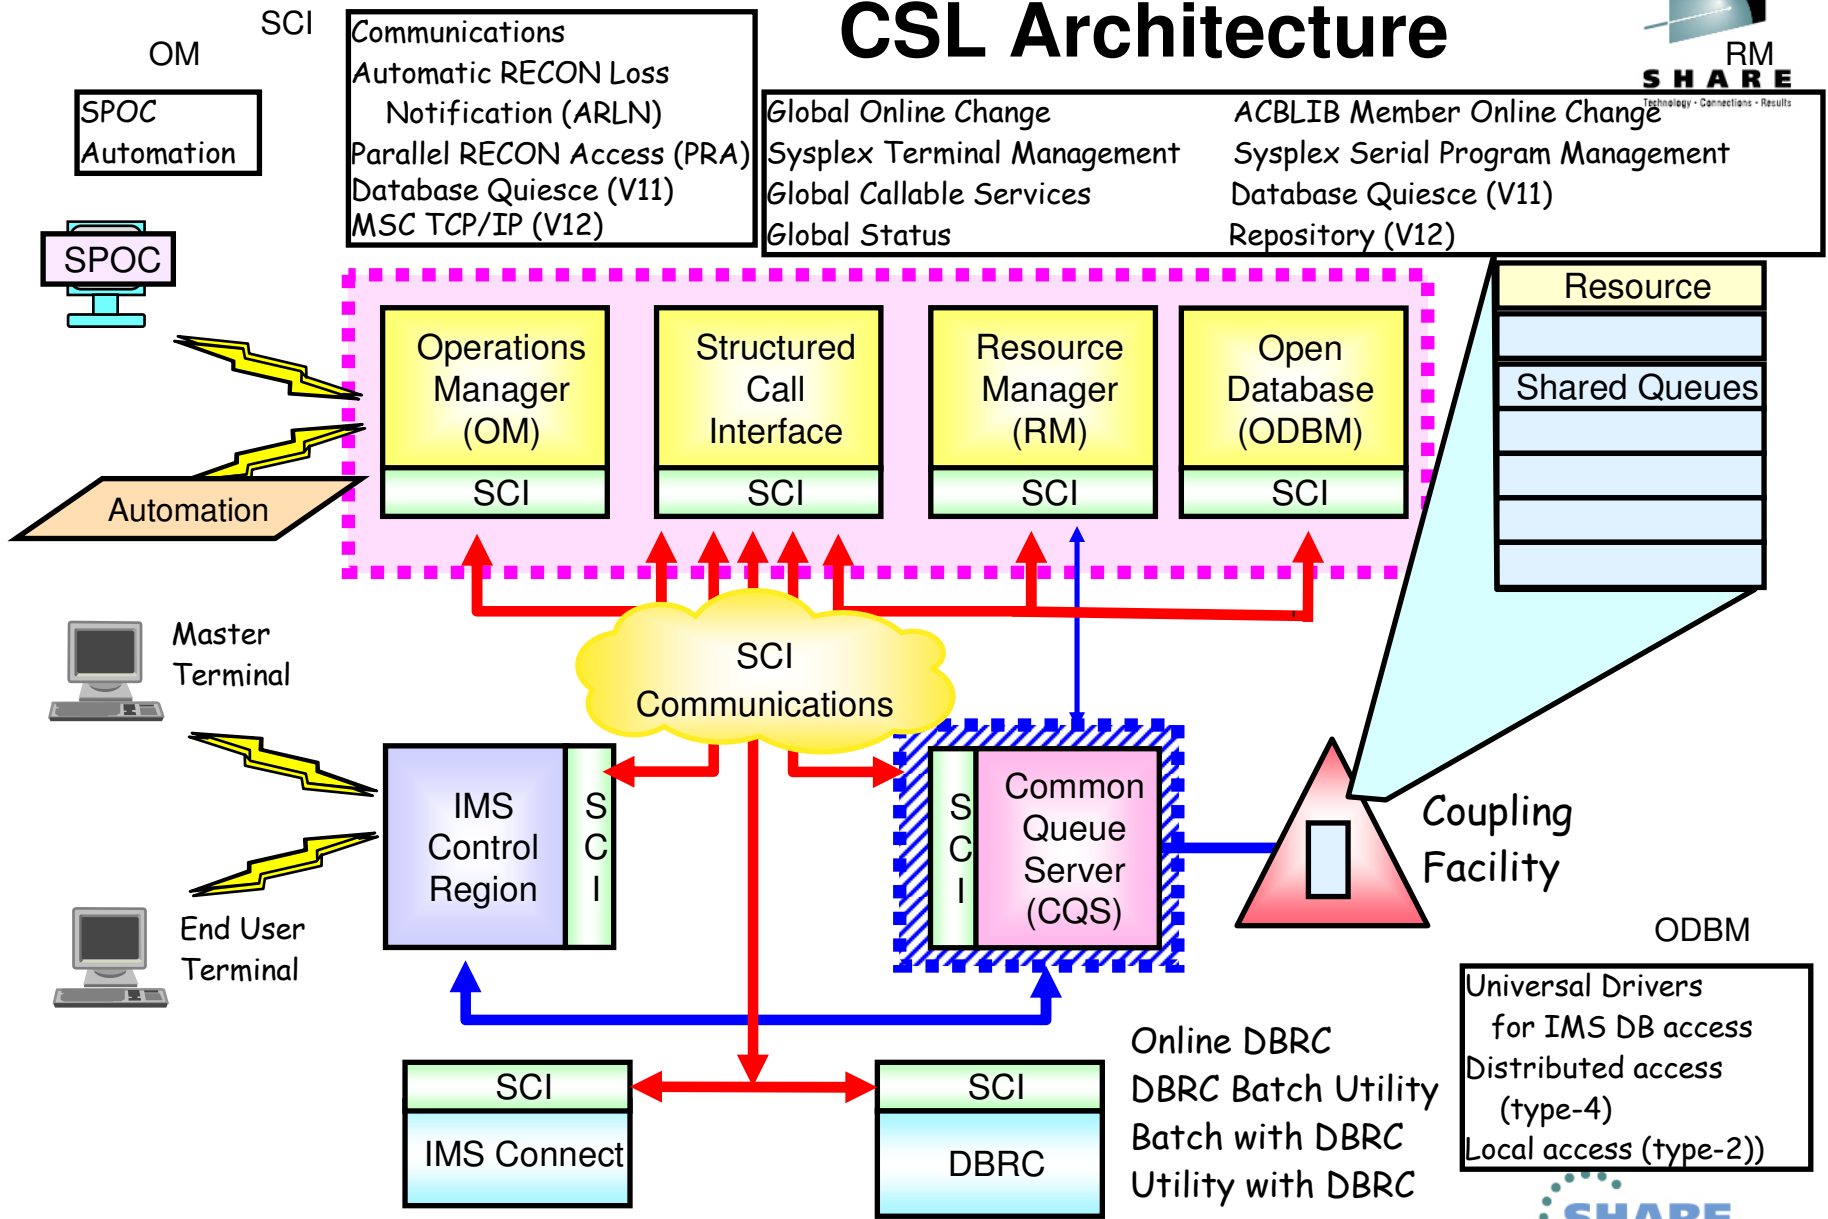 CSL Architecture
SCI
OM
RM
SHARE
Technology · Connections · Results
SPOC
Automation
Communications
Automatic RECON Loss
Notification (ARLN)
Parallel RECON Access (PRA)
Database Quiesce (V11)
MSC TCP/IP (V12)
Global Online Change
Sysplex Terminal Management
Global Callable Services
Global Status
ACBLIB Member Online Change
Sysplex Serial Program Management
Database Quiesce (V11)
Repository (V12)
SPOC
Automation
Operations
Manager
(OM)
SCI
Structured
Call
Interface
SCI
Resource
Manager
(RM)
SCI
Open
Database
(ODBM)
SCI
Resource
Shared Queues
Master
Terminal
SCI
Communications
End User
Terminal
IMS
Control
Region
S
C
I
S
C
I
Common
Queue
Server
(CQS)
Coupling
Facility
ODBM
Universal Drivers
for IMS DB access
Distributed access
(type-4)
Local access (type-2))
SCI
IMS Connect
SCI
DBRC
Online DBRC
DBRC Batch Utility
Batch with DBRC
Utility with DBRC
SHARE